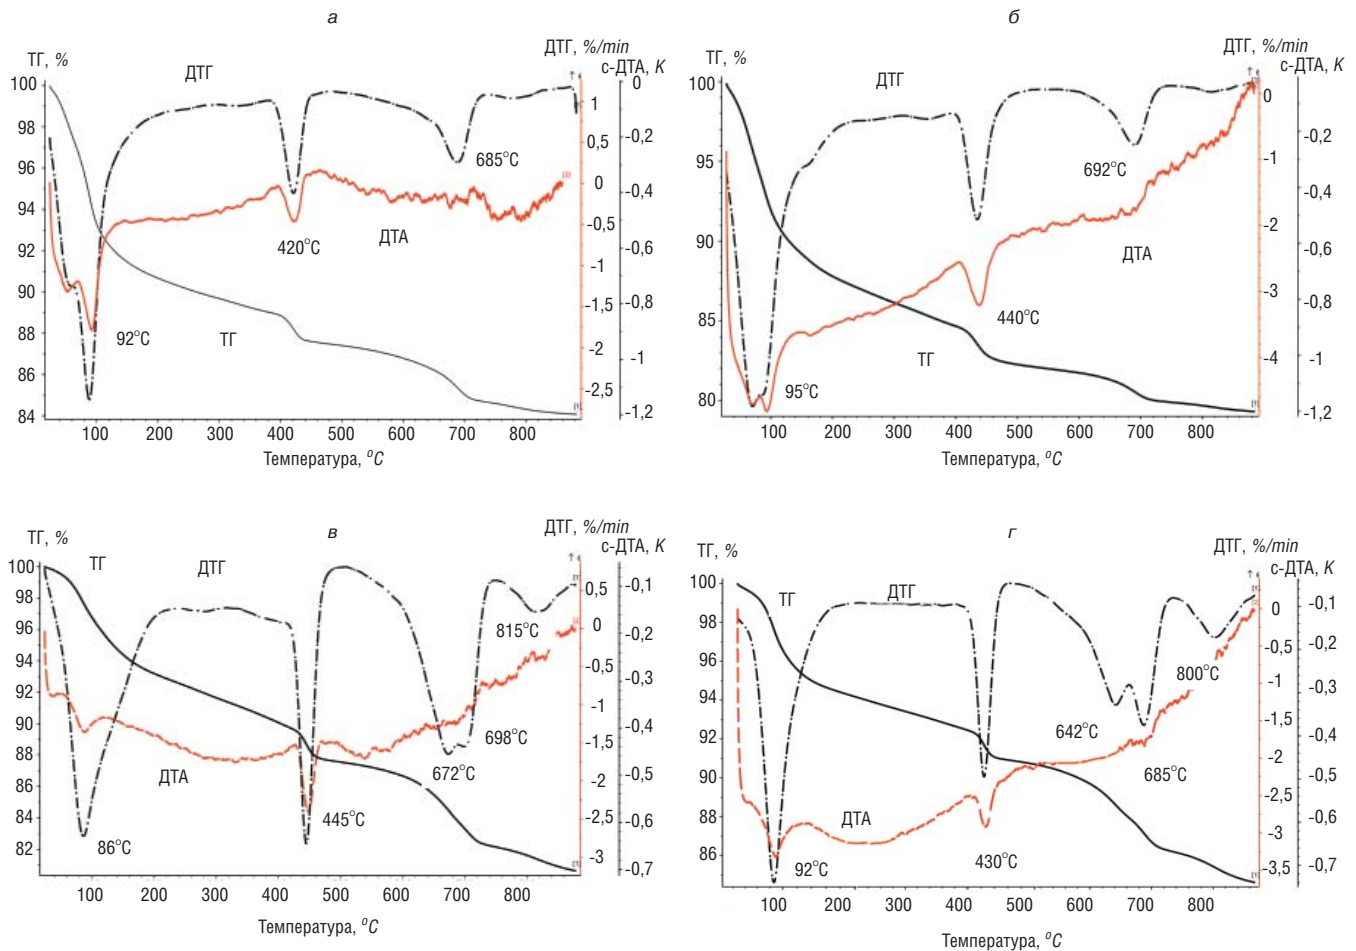 а
ТГ, %
ДТГ, %/min
с-ДТА, К
100
98
96
94
92
90
88
86
84
ДТГ
685°C
420°C
ДТА
92°C
ТГ
1
0,5
0
-0,5
-1
-1,5
-2
-2,5
0
-0,2
-0,4
-0,6
-0,8
-1
-1,2
100 200 300 400 500 600 700 800
Температура, °C
б
ТГ, %
ДТГ, %/min
с-ДТА, К
100
95
90
85
80
ДТГ
692°C
ДТА
440°C
ТГ
95°C
0
-1
-2
-3
-4
-0,2
-0,4
-0,6
-0,8
-1
-1,2
100 200 300 400 500 600 700 800
Температура, °C
в
ТГ, %
ДТГ, %/min
с-ДТА, К
100
98
96
94
92
90
88
86
84
82
ТГ
ДТГ
815°C
698°C
672°C
ДТА
445°C
86°C
0,5
0
-0,5
-1
-1,5
-2
-2,5
-3
-0,1
-0,2
-0,3
-0,4
-0,5
-0,6
-0,7
100 200 300 400 500 600 700 800
Температура, °C
г
ТГ, %
ДТГ, %/min
с-ДТА, К
100
98
96
94
92
90
88
86
ТГ
ДТГ
800°C
642°C
685°C
ДТА
430°C
92°C
0
-0,5
-1
-1,5
-2
-2,5
-3
-3,5
-0,1
-0,2
-0,3
-0,4
-0,5
-0,6
-0,7
100 200 300 400 500 600 700 800
Температура, °C